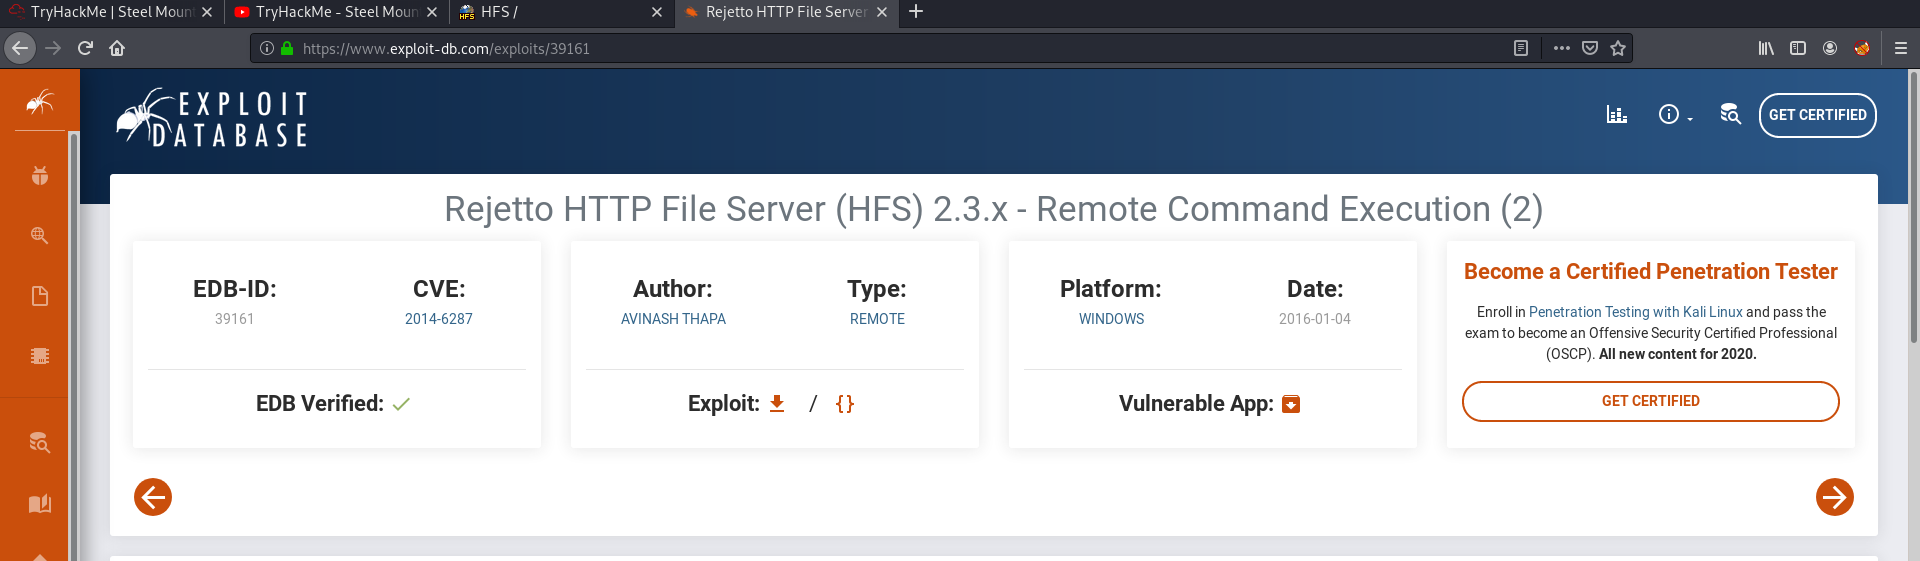 TryHackMe | Steel Mount
TryHackMe - Steel Moun
HFS /
Rejetto HTTP File Server
https://www.exploit-db.com/exploits/39161
EXPLOIT
DATABASE
GET CERTIFIED
Rejetto HTTP File Server (HFS) 2.3.x - Remote Command Execution (2)
EDB-ID:
39161
CVE:
2014-6287
EDB Verified:
Author:
AVINASH THAPA
Type:
REMOTE
Exploit: / {}
Platform:
WINDOWS
Date:
2016-01-04
Vulnerable App:
Become a Certified Penetration Tester
Enroll in Penetration Testing with Kali Linux and pass the
exam to become an Offensive Security Certified Professional
(OSCP). All new content for 2020.
GET CERTIFIED